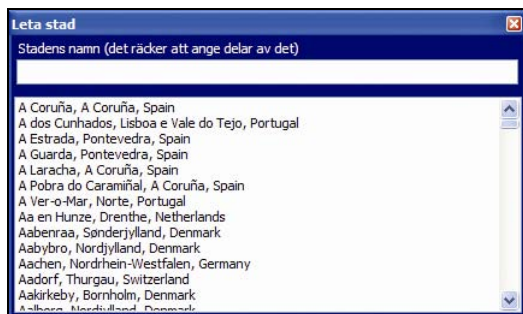 Leta stad
Stadens namn (det räcker att ange delar av det)
A Coruña, A Coruña, Spain
A dos Cunhados, Lisboa e Vale do Tejo, Portugal
A Estrada, Pontevedra, Spain
A Guarda, Pontevedra, Spain
A Laracha, A Coruña, Spain
A Pobra do Caramiñal, A Coruña, Spain
A Ver-o-Mar, Norte, Portugal
Aa en Hunze, Drenthe, Netherlands
Aabenraa, Sønderjylland, Denmark
Aabybro, Nordjylland, Denmark
Aachen, Nordrhein-Westfalen, Germany
Aadorf, Thurgau, Switzerland
Aakirkeby, Bornholm, Denmark
Aalborg, Nordjylland, Denmark